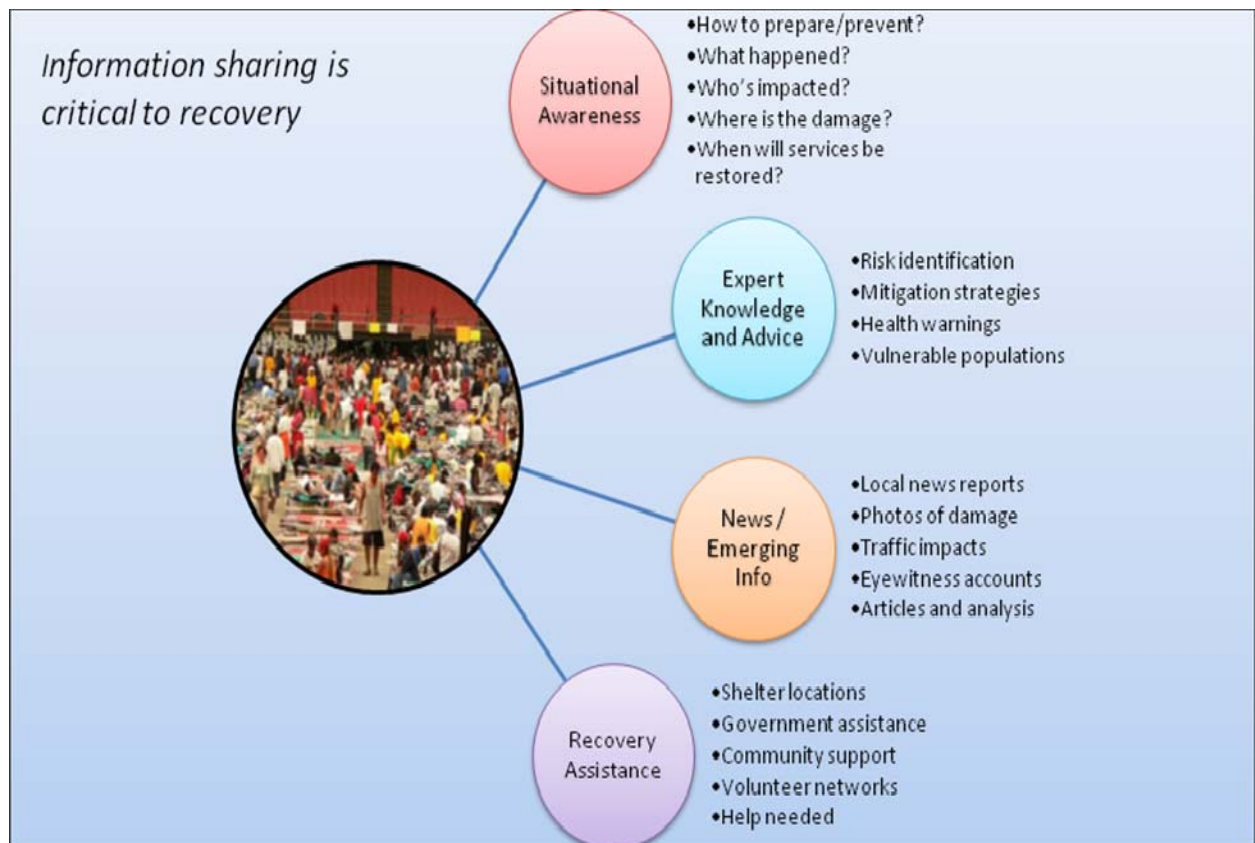 Information sharing is
critical to recovery
Situational
Awareness
•How to prepare/prevent?
•What happened?
•Who's impacted?
•Where is the damage?
•When will services be
restored?
Expert
Knowledge
and Advice
•Risk identification
•Mitigation strategies
•Health warnings
•Vulnerable populations
News /
Emerging
Info
•Local news reports
•Photos of damage
•Traffic impacts
•Eyewitness accounts
•Articles and analysis
Recovery
Assistance
•Shelter locations
•Government assistance
•Community support
•Volunteer networks
•Help needed